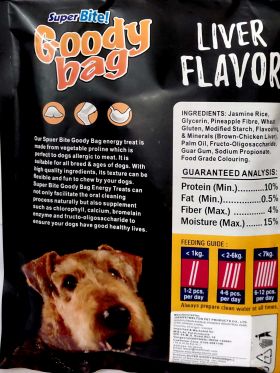 Super Bite!
Goody
bag
Our Spuer Bite Goody Bag energy treat is
made from vegetable proline which is
perfect to dogs allergic to meat. It is
suitable for all breed & ages of dogs. With
high quality ingredients, its texture can be
flexible and fun to chew by your dogs.
Super Bite Goody Bag Energy Treats can
not only facilitate the oral cleaning
process naturally but also supplement
such as chlorophyll, calcium, bromelain
enzyme and fructo-oligosaccharide to
ensure your dogs have good healthy lives.
LIVER
FLAVOR
INGREDIENTS: Jasmine Rice,
Glycerin, Pineapple Fibre, Wheat
Gluten, Modified Starch, Flavouring,
& Minerals (Brown-Chicken Liver),
Palm Oil, Fructo-Oligosaccharide,
Guar Gum, Sodium Propionate,
Food Grade Colouring.
GUARANTEED ANALYSIS:
Protein (Min.)........10%
Fat (Min.)........0.5%
Fiber (Max.)........4%
Moisture (Max.)........15%
FEEDING GUIDE :
< 1kg. < 2-6kg. < 7kg.
1-2 pcs. 4-6 pcs. 8-12 pcs.
per day per day per day
Always prepare clean water at all times.